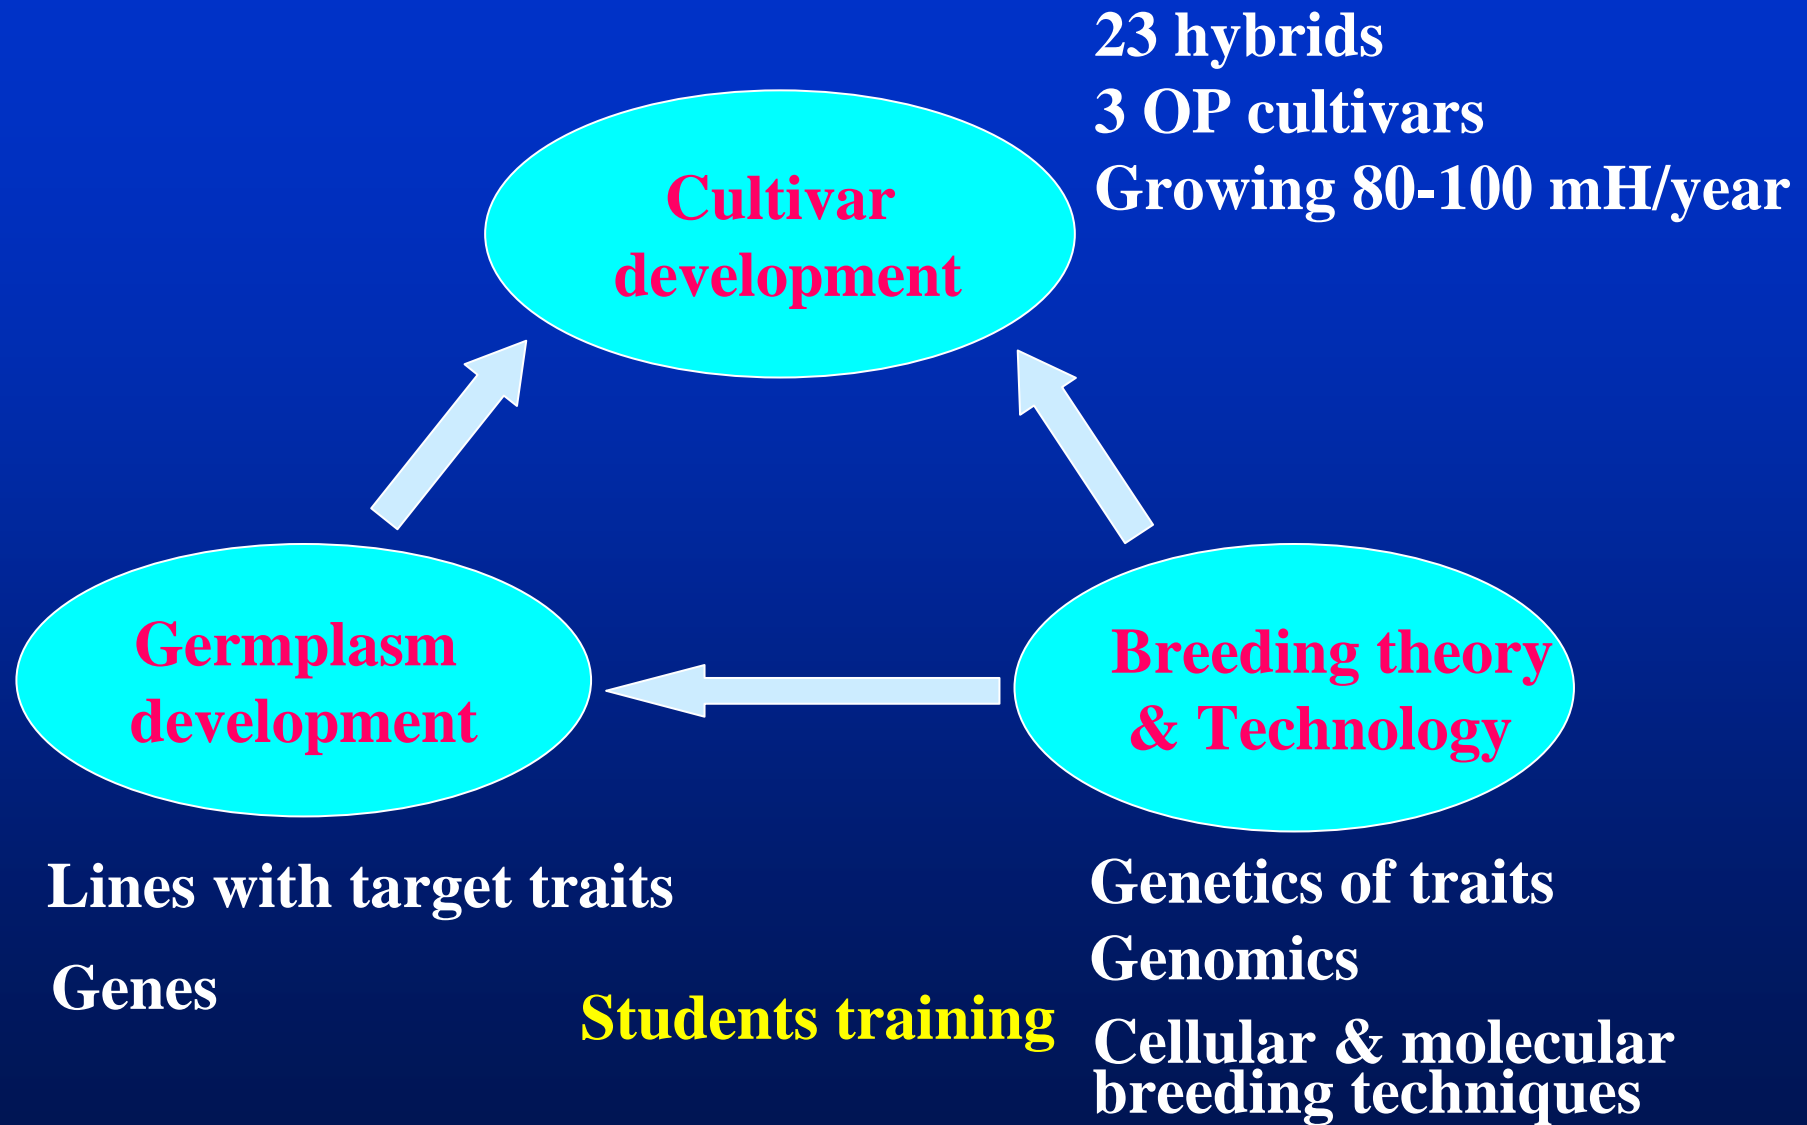 23 hybrids
3 OP cultivars
Growing 80-100 mH/year
Cultivar
development
Germplasm
development
Breeding theory
& Technology
Lines with target traits
Genes
Students training
Genetics of traits
Genomics
Cellular & molecular
breeding techniques